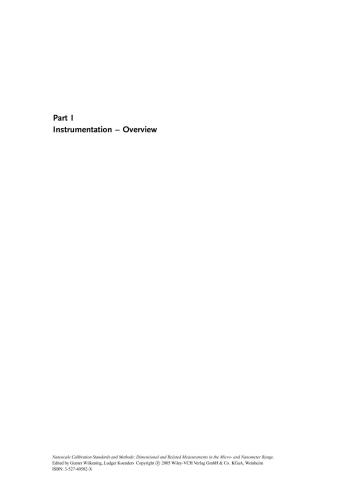 Part I
Instrumentation – Overview
Nanoscale Calibration Standards and Methods: Dimensional and Related Measurements in the Micro- and Nanometer Range.
Edited by Günter Wilkening, Ludger Koenders Copyright © 2005 Wiley-VCH Verlag GmbH & Co. KGaA, Weinheim
ISBN: 3-527-40502-X